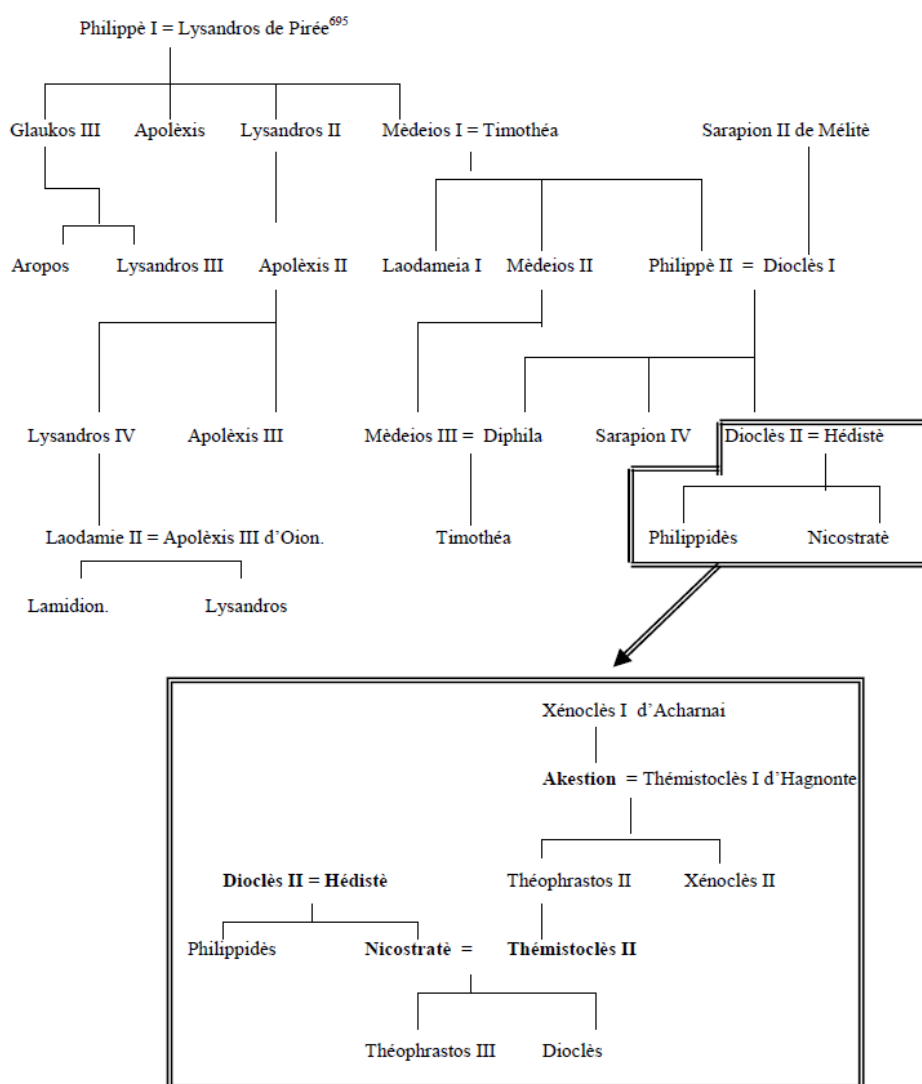 Philippè I = Lysandros de Pirée695
Glaukos III Apolèxis Lysandros II Mèdeios I = Timothéa Sarapion II de Mélitè
Aropos Lysandros III Apolèxis II Laodameia I Mèdeios II Philippè II = Dioclès I
Lysandros IV Apolèxis III Mèdeios III = Diphila Sarapion IV Dioclès II = Hédistè
Laodamie II = Apolèxis III d’Oion. Timothéa Philippidès Nicostratè
Lamidion. Lysandros
Xénoclès I d’Acharnai
Akestion = Thémistoclès I d’Hagnonte
Dioclès II = Hédistè Théophrastos II Xénoclès II
Philippidès Nicostratè = Thémistoclès II
Théophrastos III Dioclès